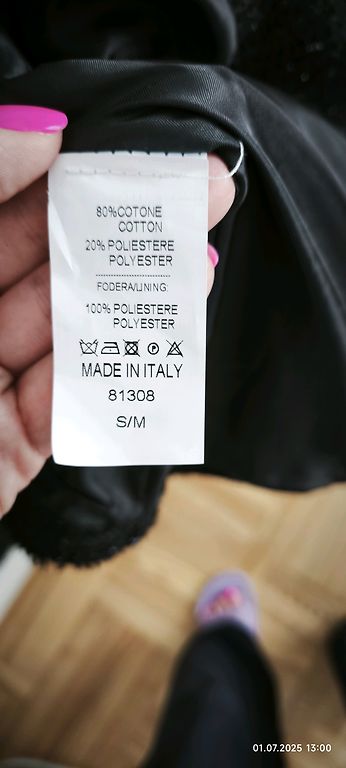 80%COTONE
COTTON
20% POLIESTERE
POLYESTER
FODERA/LINING:
100% POLIESTERE
POLYESTER
MADE IN ITALY
81308
S/M
01.07.2025 13:00